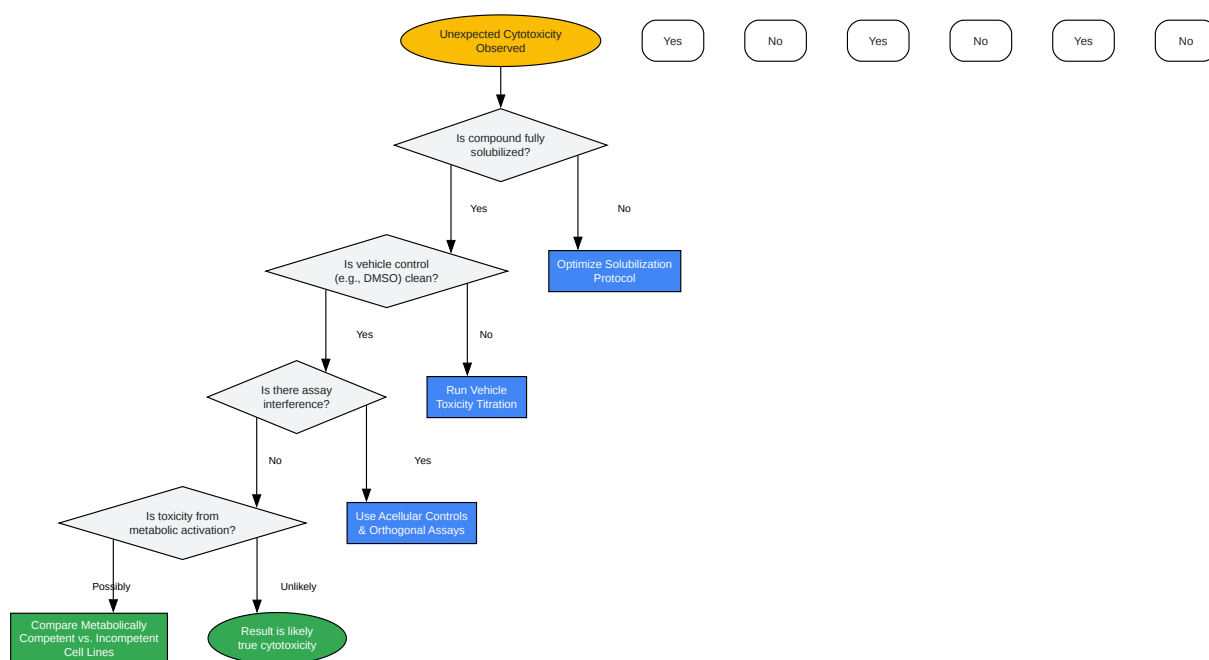 Unexpected Cytotoxicity
Observed
Yes
No
Yes
No
Yes
No
Is compound fully
solubilized?
Yes
No
Is vehicle control
(e.g., DMSO) clean?
Optimize Solubilization
Protocol
Yes
No
Is there assay
interference?
Run Vehicle
Toxicity Titration
No
Yes
Is toxicity from
metabolic activation?
Use Acellular Controls
& Orthogonal Assays
Possibly
Unlikely
Compare Metabolically
Competent vs. Incompetent
Cell Lines
Result is likely
true cytotoxicity